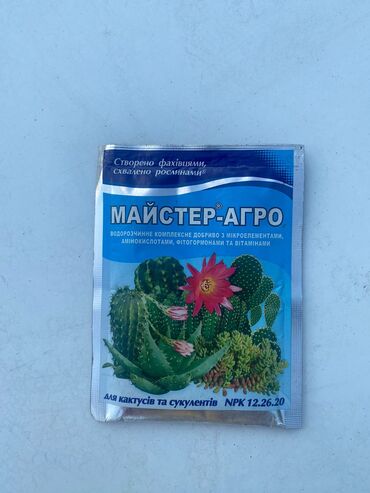 Створено фахівцями,
схвалено рослинами®
МАЙСТЕР-АГРО®
ВОДОРОЗЧИННЕ КОМПЛЕКСНЕ ДОБРИВО З МІКРОЕЛЕМЕНТАМИ,
АМІНОКИСЛОТАМИ, ФІТОГОРМОНАМИ ТА ВІТАМІНАМИ
для кактусів та сукулентів NPK 12.26.20